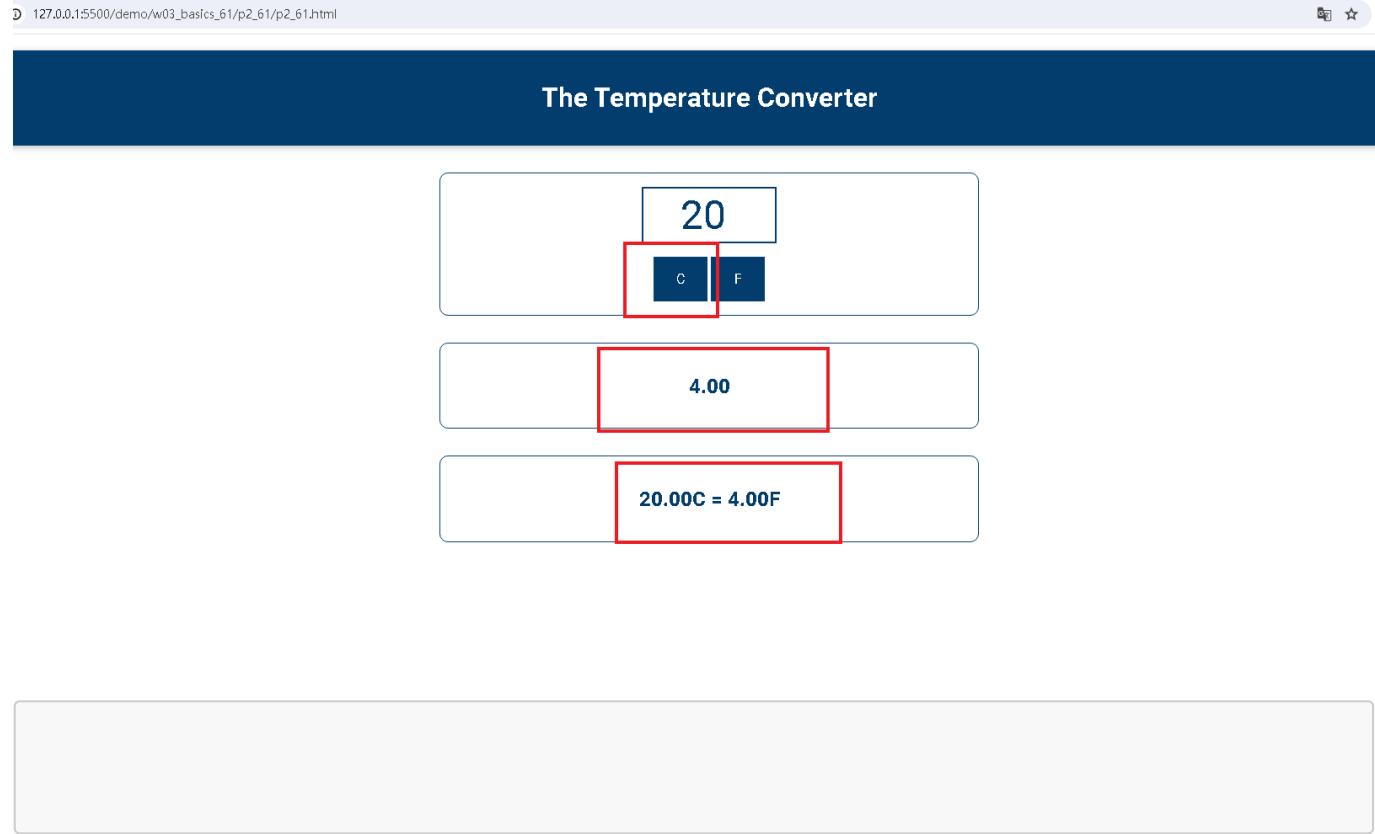 127.0.0.1:5500/demo/w03_basics_61/p2_61/p2_61.html
The Temperature Converter
20
C F
4.00
20.00C = 4.00F